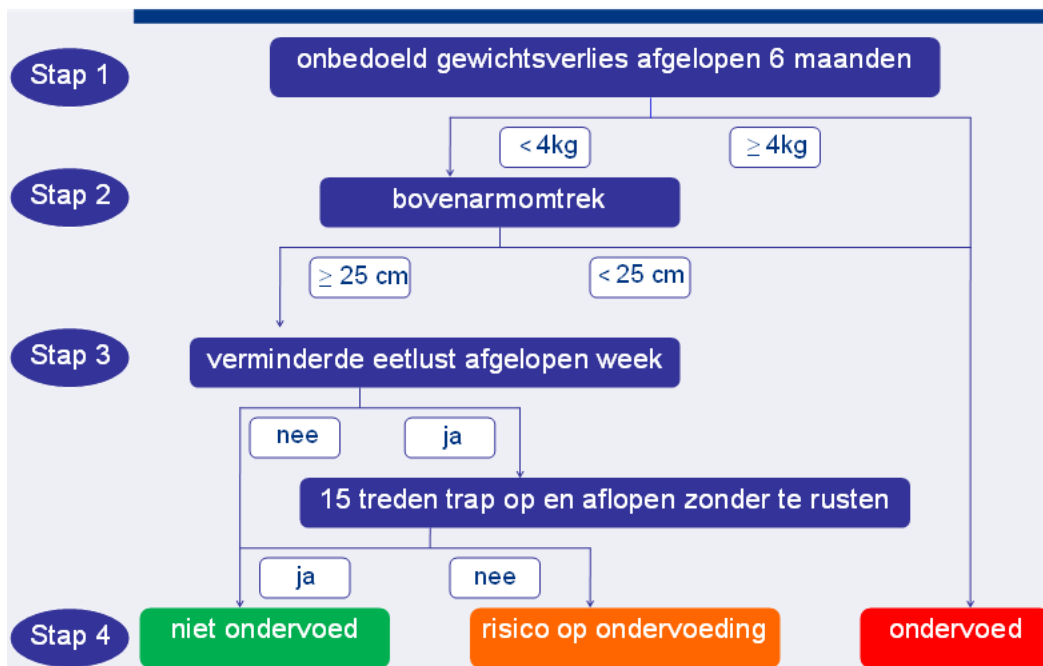 Stap 1
onbedoeld gewichtsverlies afgelopen 6 maanden
< 4kg
≥ 4kg
Stap 2
bovenarmomtrek
≥ 25 cm
< 25 cm
Stap 3
verminderde eetlust afgelopen week
nee
ja
15 treden trap op en aflopen zonder te rusten
ja
nee
Stap 4
niet ondervoed
risico op ondervoeding
ondervoed